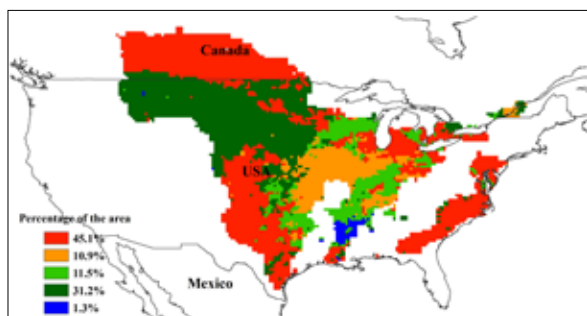 Canada
USA
Percentage of the area
45.1%
10.9%
11.5%
31.2%
1.3%
Mexico